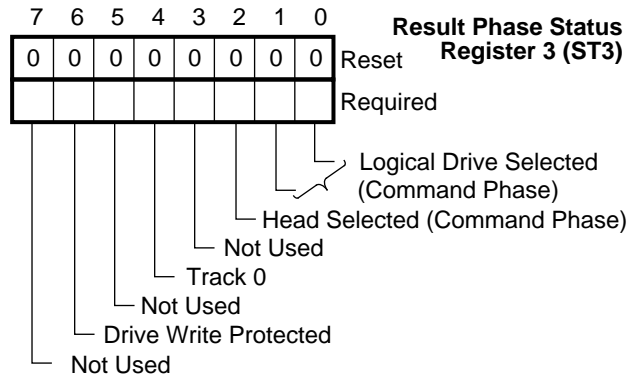 7 6 5 4 3 2 1 0
Result Phase Status
Register 3 (ST3)
0 0 0 0 0 0 0 0 Reset
Required
Logical Drive Selected
(Command Phase)
Head Selected (Command Phase)
Not Used
Track 0
Not Used
Drive Write Protected
Not Used